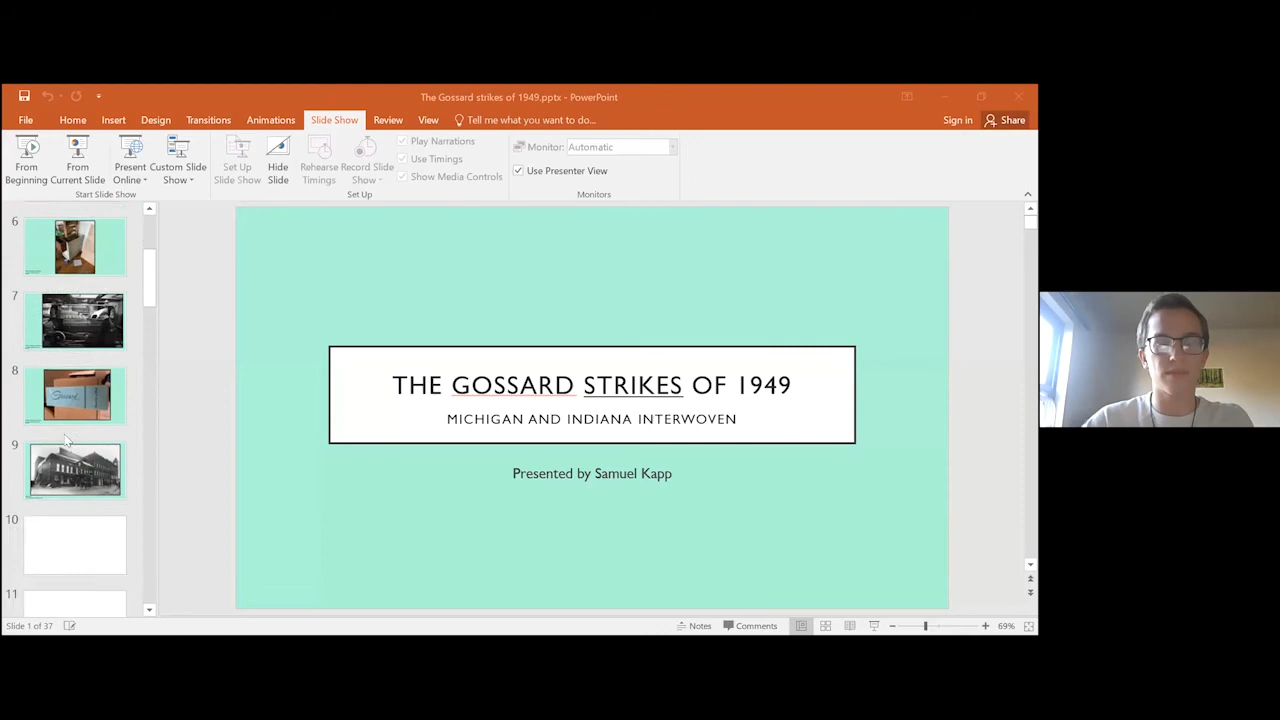 The Gossard strikes of 1949.pptx - PowerPoint
File Home Insert Design Transitions Animations Slide Show Review View Tell me what you want to do... Sign in Share
From Beginning
From Current Slide
Present Online
Custom Slide Show
Set Up Slide Show
Hide Slide
Rehearse Timings
Record Slide Show
Play Narrations
Use Timings
Show Media Controls
Monitor: Automatic
Use Presenter View
Start Slide Show Set Up Monitors
6
7
8
Gossard
9
10
11
THE GOSSARD STRIKES OF 1949
MICHIGAN AND INDIANA INTERWOVEN
Presented by Samuel Kapp
Slide 1 of 37 Notes Comments 69%